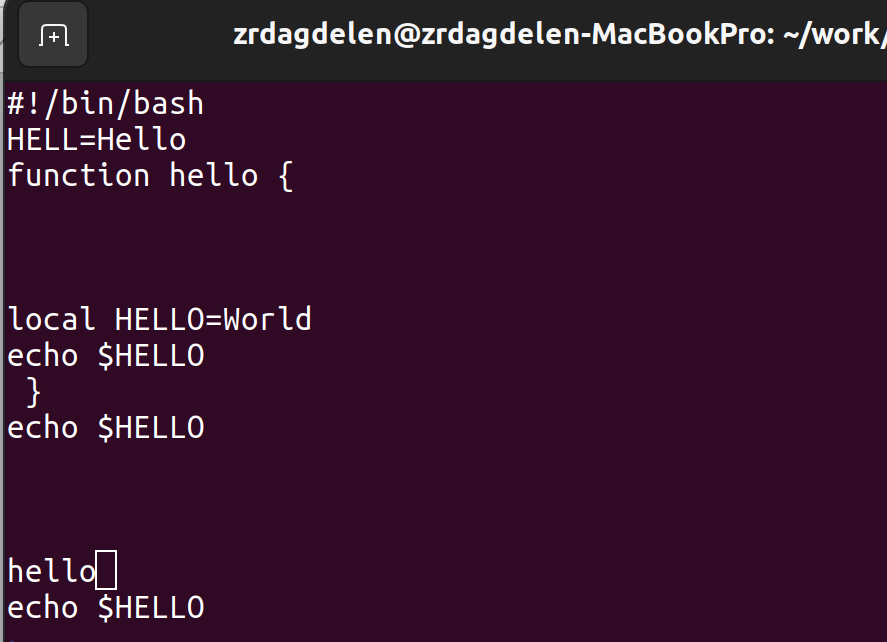 zrdagdelen@zrdagdelen-MacBookPro: ~/work/
#!/bin/bash
HELL=Hello
function hello {
local HELLO=World
echo $HELLO
}
echo $HELLO
hello
echo $HELLO